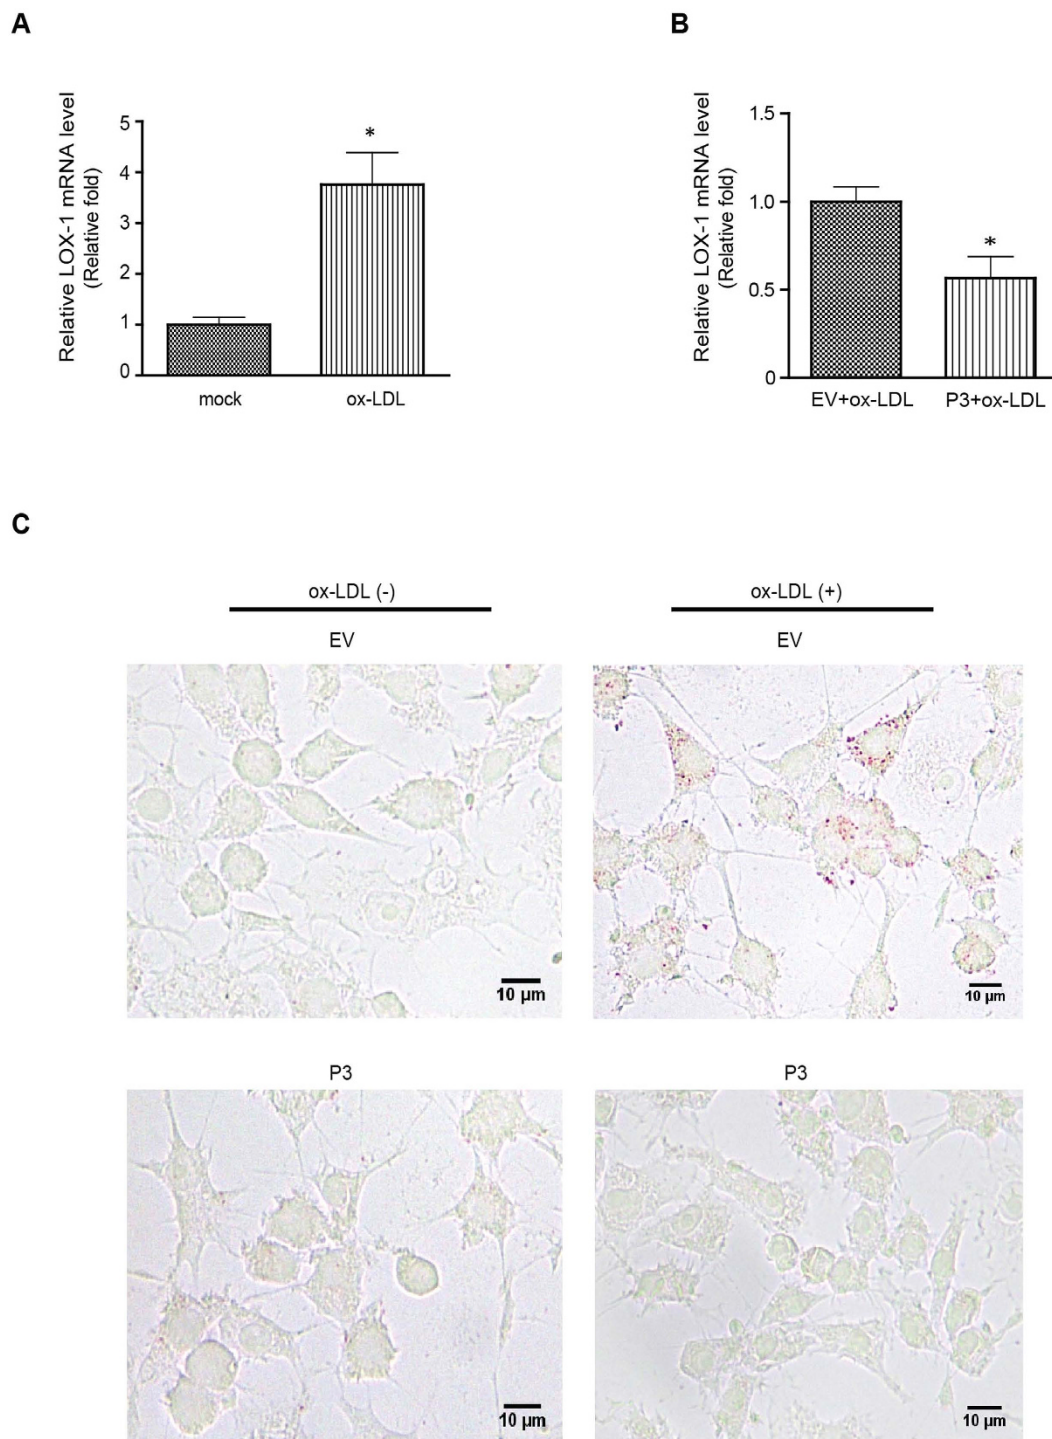 A
B
Relative LOX-1 mRNA level
(Relative fold)
5
4
3
2
1
0
*
mock
ox-LDL
Relative LOX-1 mRNA level
(Relative fold)
1.5
1.0
0.5
0
*
EV+ox-LDL
P3+ox-LDL
C
ox-LDL (-)
ox-LDL (+)
EV
EV
10 µm
10 µm
P3
P3
10 µm
10 µm